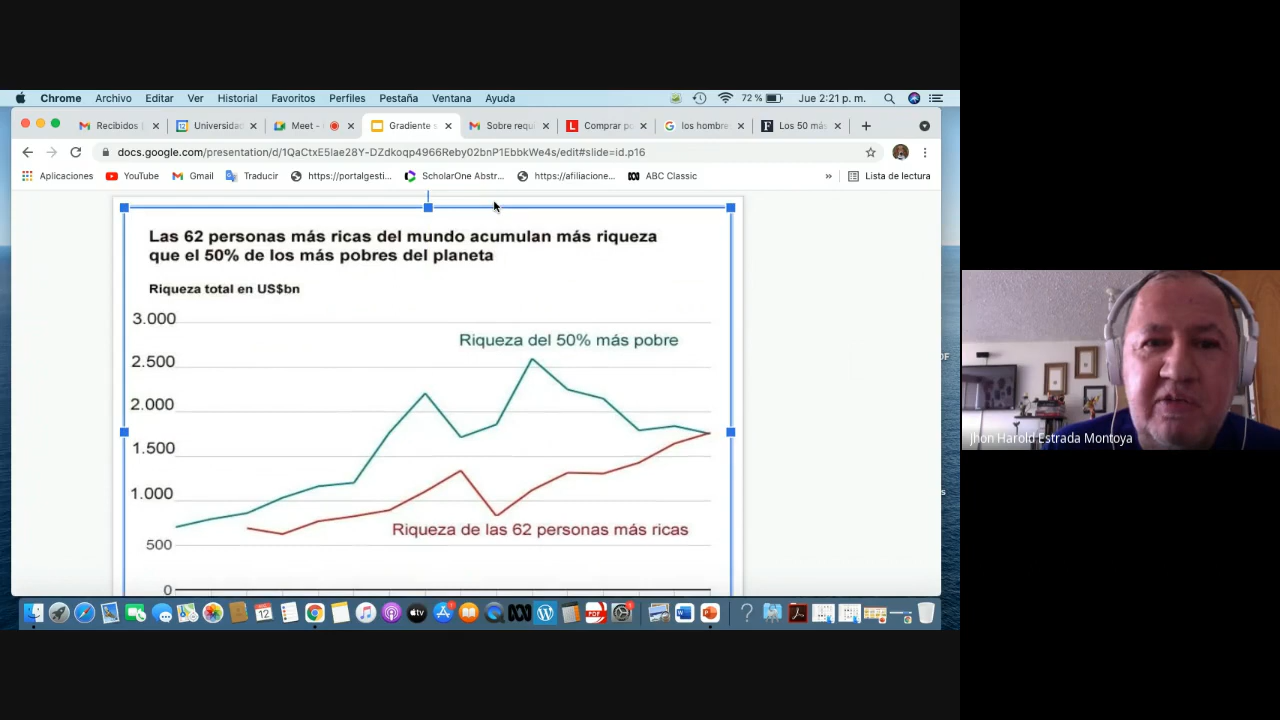 Chrome Archivo Editar Ver Historial Favoritos Perfiles Pestaña Ventana Ayuda 72 % Jue 2:21 p. m.
Recibidos Universidad Meet - Gradiente s Sobre requ Comprar po los hombre Los 50 más
docs.google.com/presentation/d/1QaCtxE5lae28Y-DZdkoqp4966Reby02bnP1EbbkWe4s/edit#slide=id.p16
Aplicaciones YouTube Gmail Traducir https://portalgesti... ScholarOne Abstr... https://afiliacione... ABC Classic » Lista de lectura
Las 62 personas más ricas del mundo acumulan más riqueza
que el 50% de los más pobres del planeta
Riqueza total en US$bn
3.000
Riqueza del 50% más pobre
2.500
2.000
1.500
1.000
Riqueza de las 62 personas más ricas
500
0
Jhon Harold Estrada Montoya